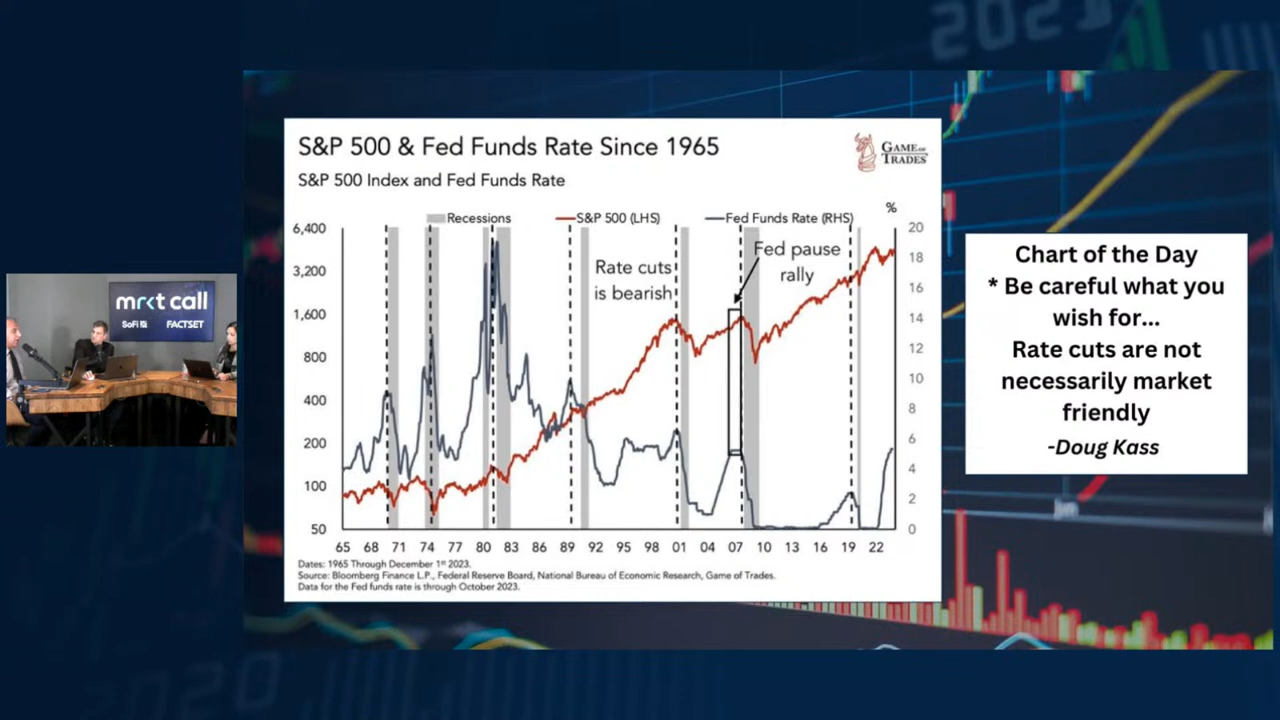 mrkt call
SoFi
FACTSET
S&P 500 & Fed Funds Rate Since 1965
GAME OF
TRADES
S&P 500 Index and Fed Funds Rate
%
Recessions
S&P 500 (LHS)
Fed Funds Rate (RHS)
6,400
3,200
1,600
800
400
200
100
50
20
18
16
14
12
10
8
6
4
2
0
Rate cuts
is bearish
Fed pause
rally
65 68 71 74 77 80 83 86 89 92 95 98 01 04 07 10 13 16 19 22
Dates: 1965 Through December 1st 2023.
Source: Bloomberg Finance L.P., Federal Reserve Board, National Bureau of Economic Research, Game of Trades.
Data for the Fed funds rate is through October 2023.
Chart of the Day
* Be careful what you
wish for...
Rate cuts are not
necessarily market
friendly
-Doug Kass
Jan